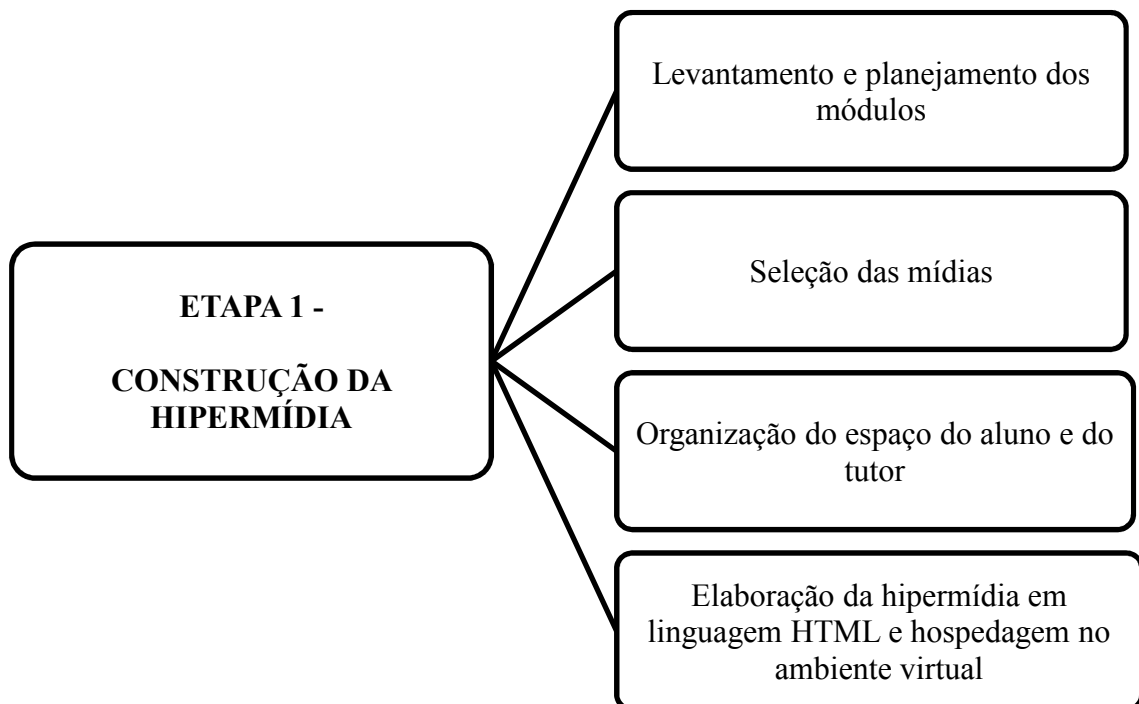 Levantamento e planejamento dos
módulos
Seleção das mídias
ETAPA 1 -
CONSTRUÇÃO DA
HIPERMÍDIA
Organização do espaço do aluno e do
tutor
Elaboração da hipermídia em
linguagem HTML e hospedagem no
ambiente virtual